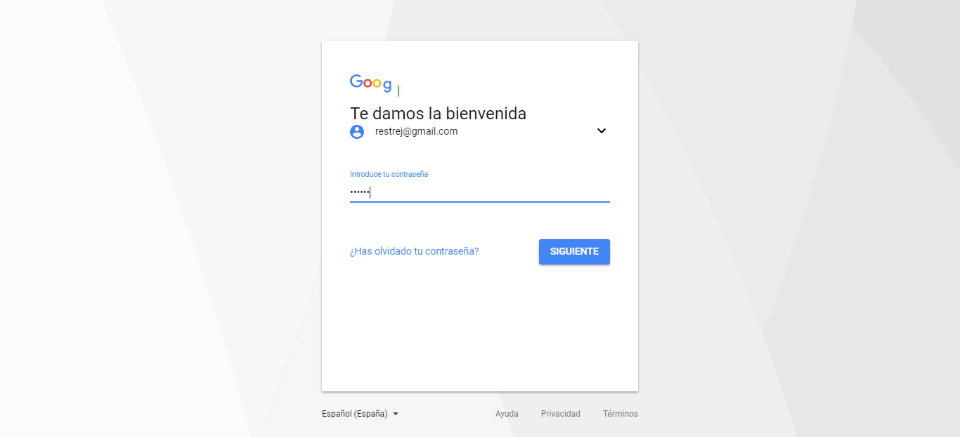 Goog
Te damos la bienvenida
restrej@gmail.com
Introduce tu contraseña
••••••
¿Has olvidado tu contraseña? SIGUIENTE
Español (España) Ayuda Privacidad Términos